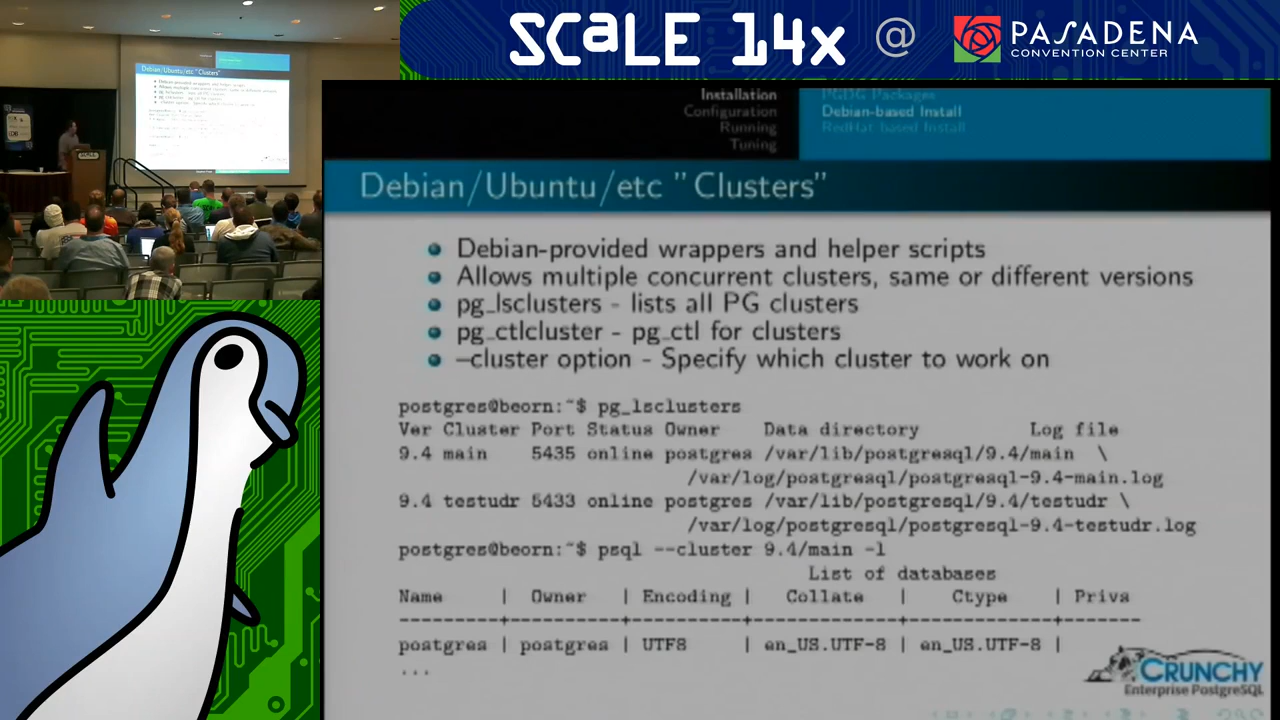 SCALE 14x @ PASADENA
CONVENTION CENTER
Installation
Configuration
Running
Tuning
PGDG Packages
Debian-based Install
RedHat-based Install
Debian/Ubuntu/etc "Clusters"
Debian-provided wrappers and helper scripts
Allows multiple concurrent clusters, same or different versions
pg_lsclusters - lists all PG clusters
pg_ctlcluster - pg_ctl for clusters
–cluster option - Specify which cluster to work on
postgres@beorn:~$ pg_lsclusters
Ver Cluster Port Status Owner Data directory Log file
9.4 main 5435 online postgres /var/lib/postgresql/9.4/main \
/var/log/postgresql/postgresql-9.4-main.log
9.4 testudr 5433 online postgres /var/lib/postgresql/9.4/testudr \
/var/log/postgresql/postgresql-9.4-testudr.log
postgres@beorn:~$ psql --cluster 9.4/main -l
List of databases
Name | Owner | Encoding | Collate | Ctype | Privs
---------+----------+----------+-------------+-------------+------
postgres | postgres | UTF8 | en_US.UTF-8 | en_US.UTF-8 |
...
CRUNCHY
Enterprise PostgreSQL